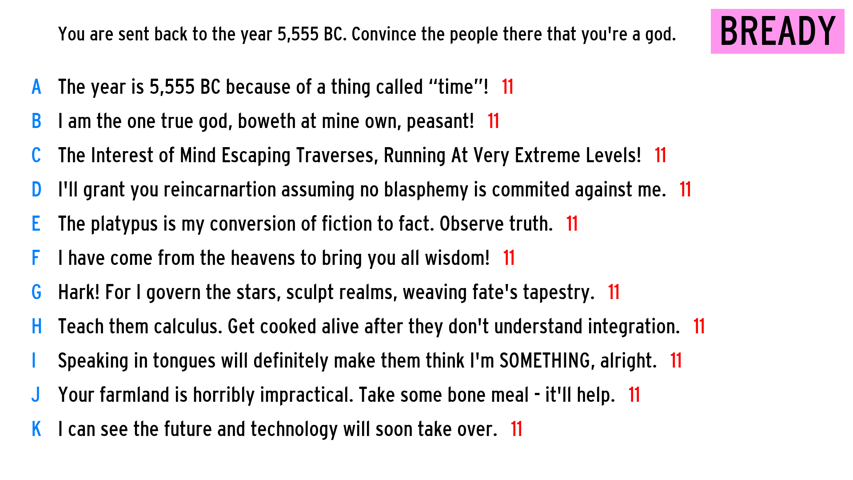 You are sent back to the year 5,555 BC. Convince the people there that you're a god.
BREADY
A The year is 5,555 BC because of a thing called “time”! 11
B I am the one true god, boweth at mine own, peasant! 11
C The Interest of Mind Escaping Traverses, Running At Very Extreme Levels! 11
D I'll grant you reincarnartion assuming no blasphemy is commited against me. 11
E The platypus is my conversion of fiction to fact. Observe truth. 11
F I have come from the heavens to bring you all wisdom! 11
G Hark! For I govern the stars, sculpt realms, weaving fate's tapestry. 11
H Teach them calculus. Get cooked alive after they don't understand integration. 11
I Speaking in tongues will definitely make them think I'm SOMETHING, alright. 11
J Your farmland is horribly impractical. Take some bone meal - it'll help. 11
K I can see the future and technology will soon take over. 11